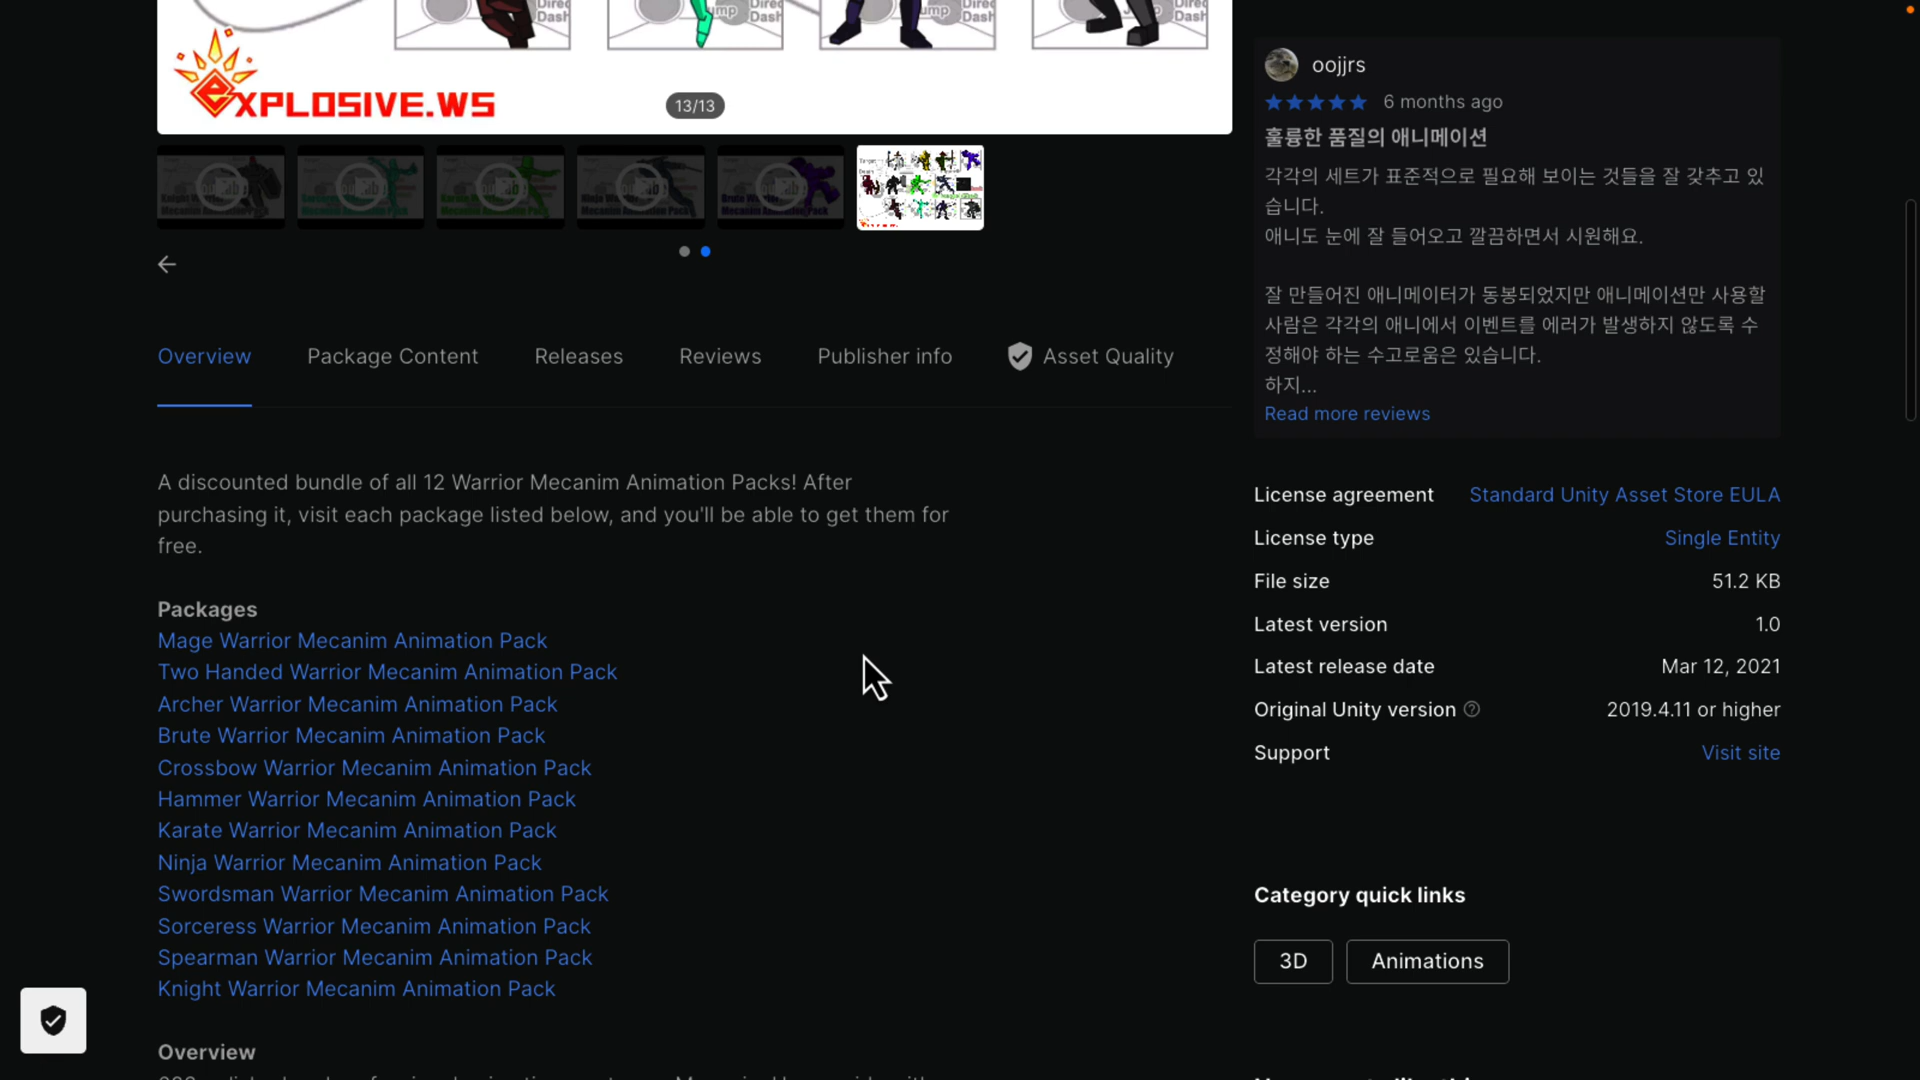 Direc
Dash
ump
Direc
Dash
ump
Direc
Dash
Direc
Dash
eXPLOSIVE.WS
13/13
Overview
Package Content
Releases
Reviews
Publisher info
Asset Quality
A discounted bundle of all 12 Warrior Mecanim Animation Packs! After
purchasing it, visit each package listed below, and you'll be able to get them for
free.
Packages
Mage Warrior Mecanim Animation Pack
Two Handed Warrior Mecanim Animation Pack
Archer Warrior Mecanim Animation Pack
Brute Warrior Mecanim Animation Pack
Crossbow Warrior Mecanim Animation Pack
Hammer Warrior Mecanim Animation Pack
Karate Warrior Mecanim Animation Pack
Ninja Warrior Mecanim Animation Pack
Swordsman Warrior Mecanim Animation Pack
Sorceress Warrior Mecanim Animation Pack
Spearman Warrior Mecanim Animation Pack
Knight Warrior Mecanim Animation Pack
Overview
oojjrs
6 months ago
훌륭한 품질의 애니메이션
각각의 세트가 표준적으로 필요해 보이는 것들을 잘 갖추고 있
습니다.
애니도 눈에 잘 들어오고 깔끔하면서 시원해요.
잘 만들어진 애니메이터가 동봉되었지만 애니메이션만 사용할
사람은 각각의 애니에서 이벤트를 에러가 발생하지 않도록 수
정해야 하는 수고로움은 있습니다.
하지...
Read more reviews
License agreement Standard Unity Asset Store EULA
License type Single Entity
File size 51.2 KB
Latest version 1.0
Latest release date Mar 12, 2021
Original Unity version 2019.4.11 or higher
Support Visit site
Category quick links
3D
Animations